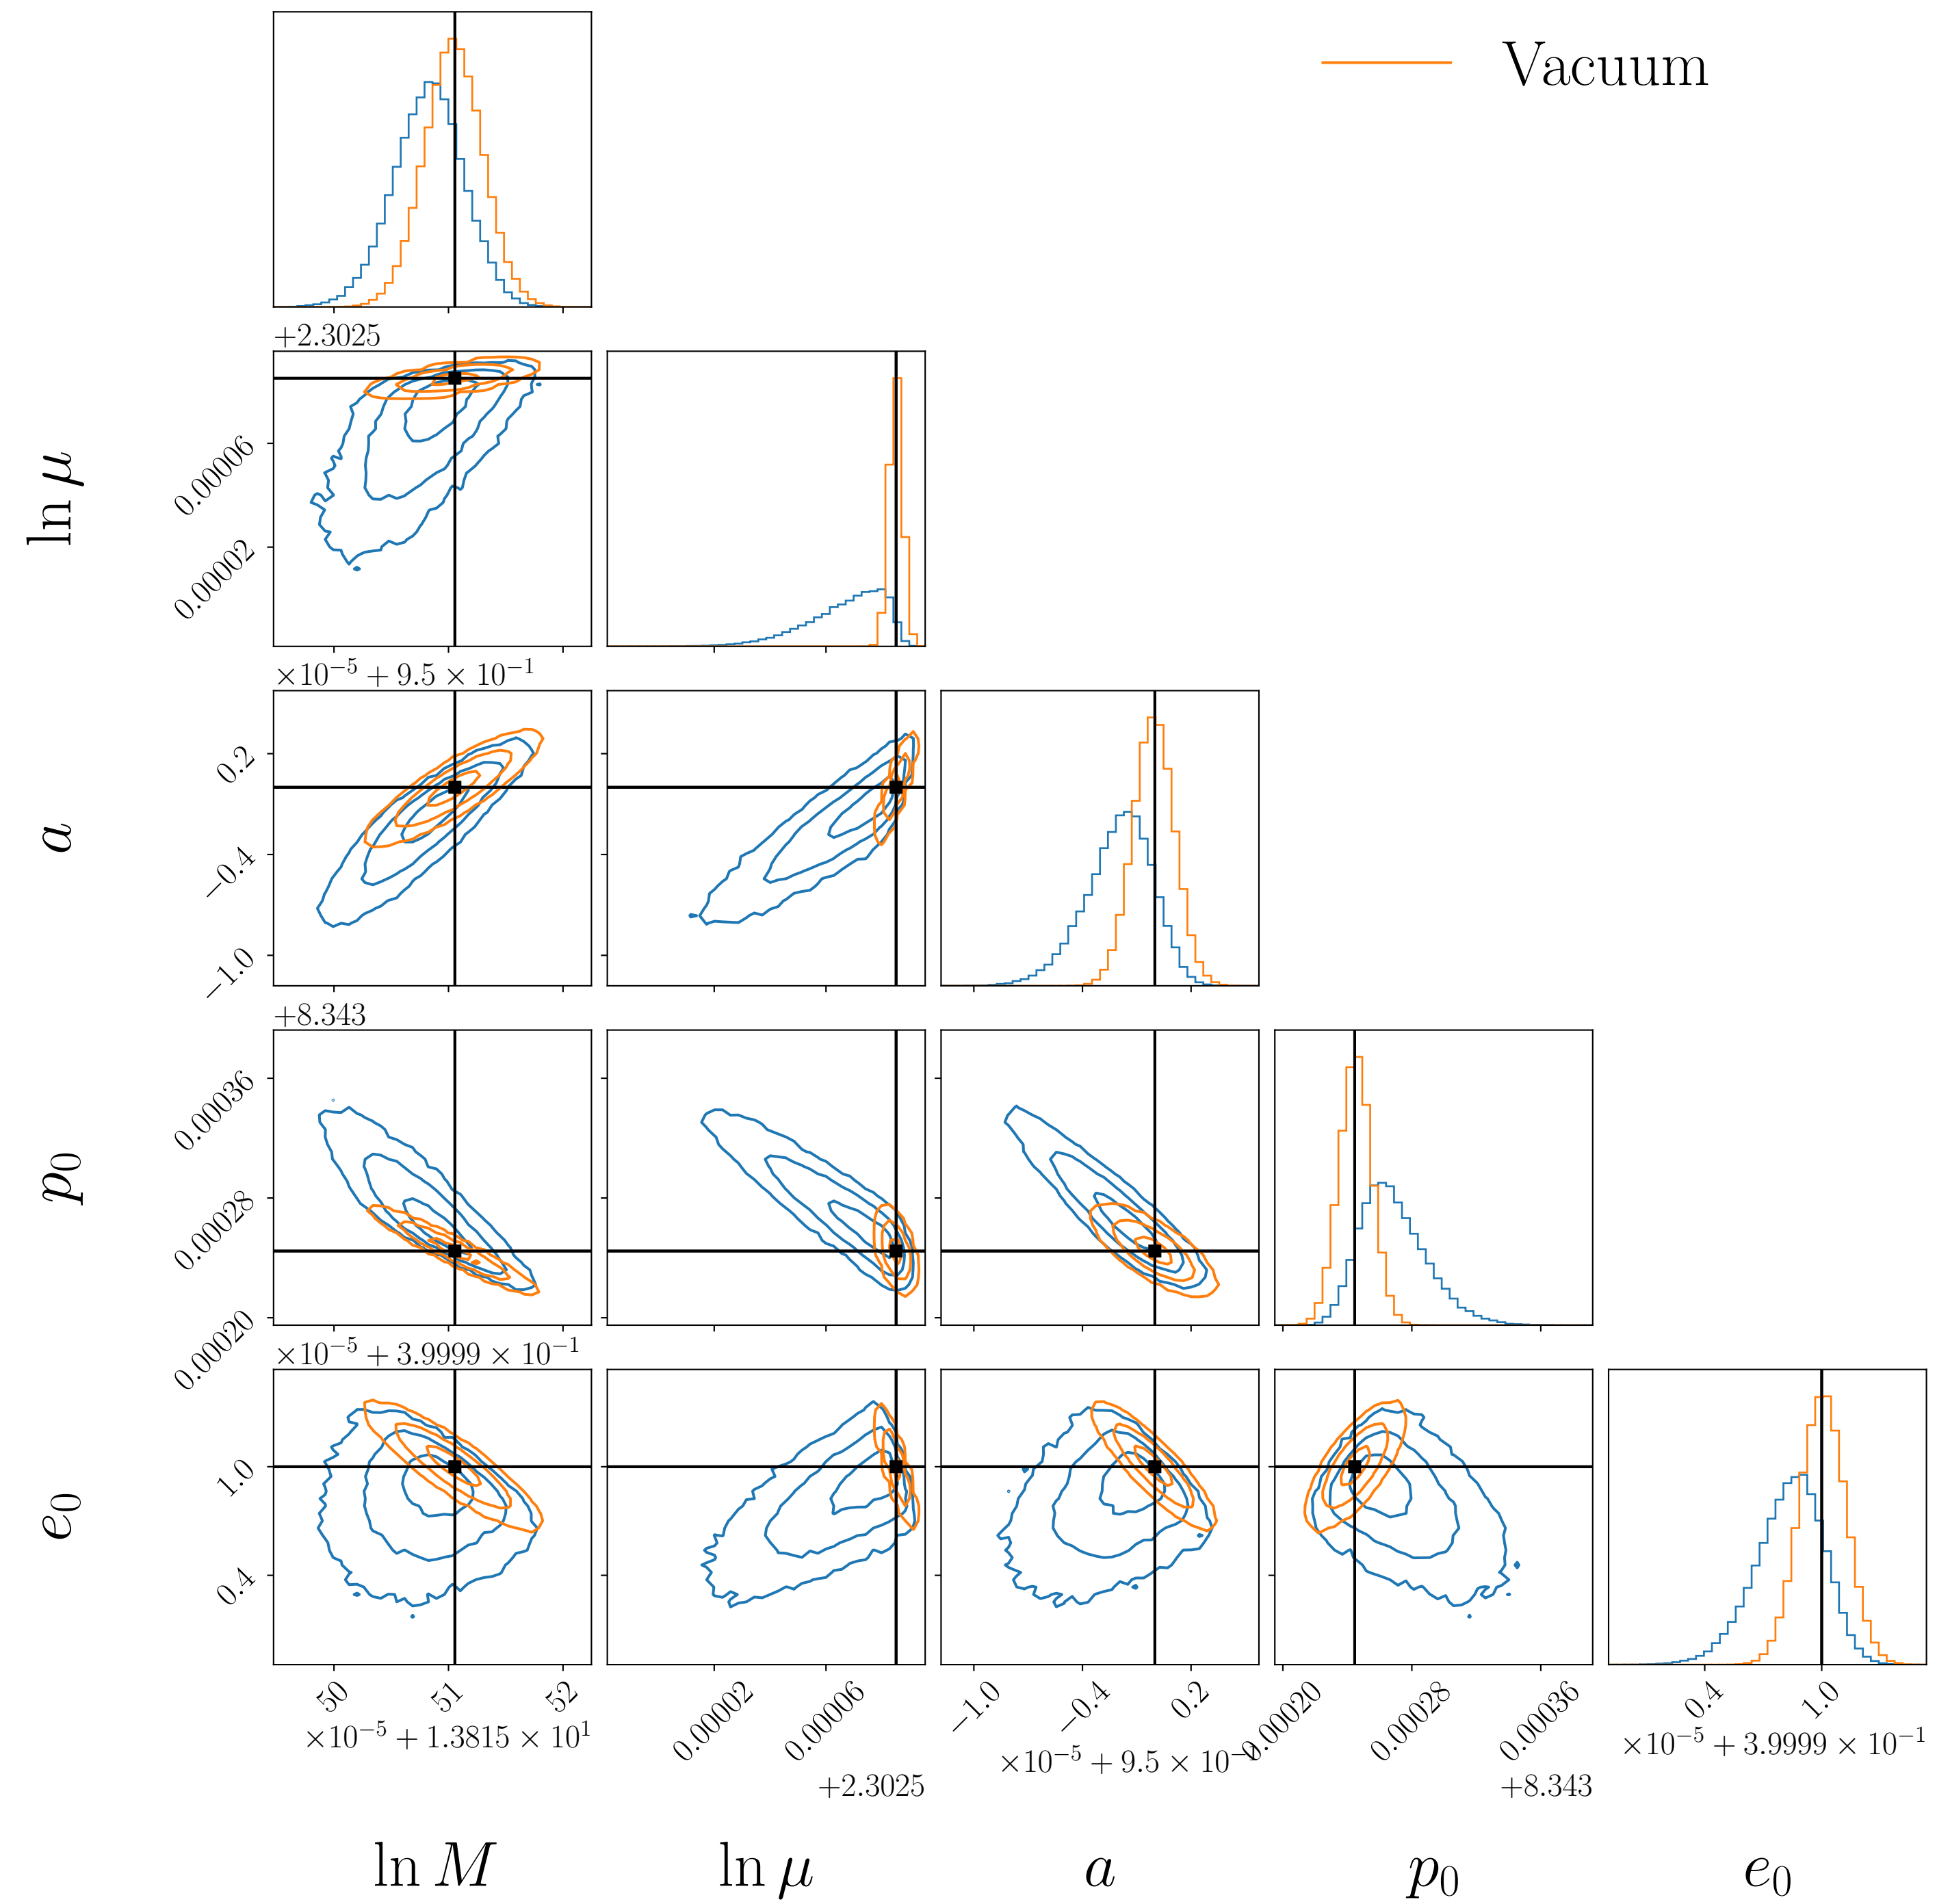 Vacuum
+2.3025
ln μ
0.00006
0.00002
×10⁻⁵ + 9.5 × 10⁻¹
a
0.2
−0.4
−1.0
+8.343
p₀
0.00036
0.00028
0.00020
×10⁻⁵ + 3.9999 × 10⁻¹
e₀
1.0
0.4
50 51 52
×10⁻⁵ + 1.3815 × 10¹
0.00002 0.00006
+2.3025
−1.0 −0.4 0.2
×10⁻⁵ + 9.5 × 10⁻¹
0.00020 0.00028 0.00036
+8.343
0.4 1.0
×10⁻⁵ + 3.9999 × 10⁻¹
ln M ln μ a p₀ e₀